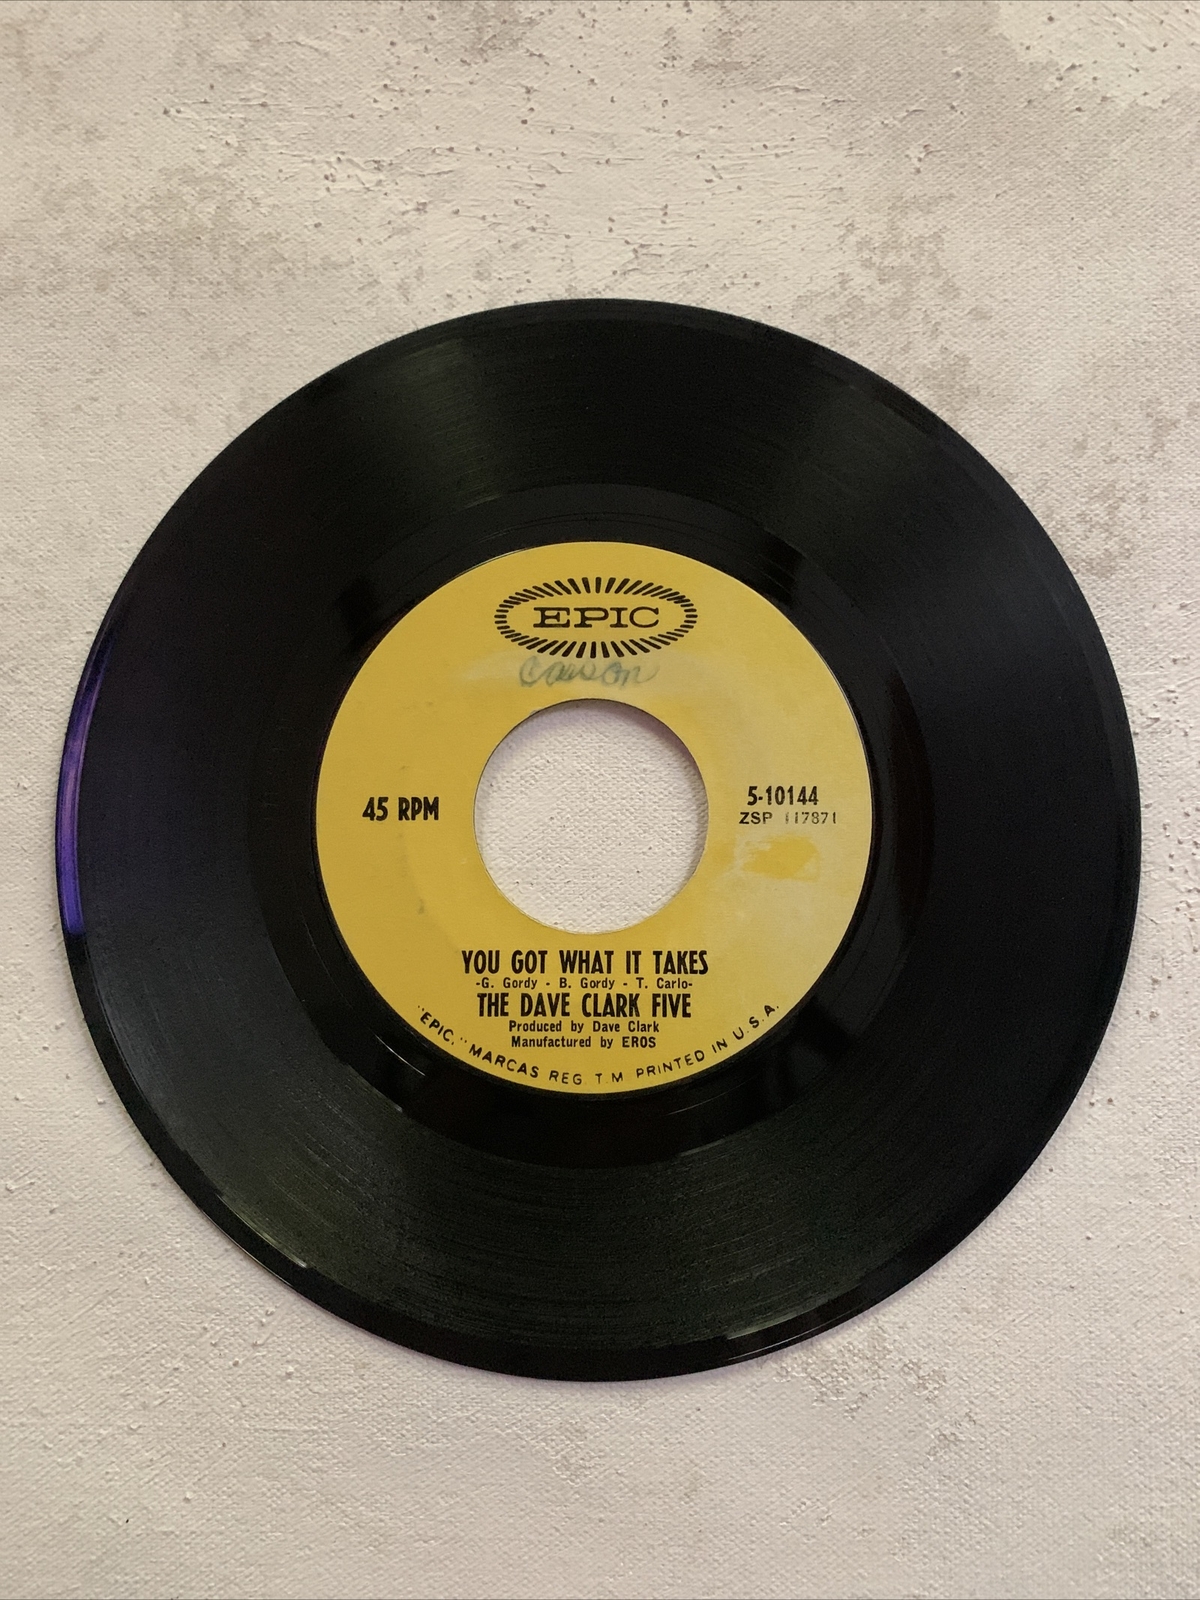 EPIC
45 RPM
5-10144
ZSP 117871
YOU GOT WHAT IT TAKES
-G. Gordy - B. Gordy - T. Carlo-
THE DAVE CLARK FIVE
Produced by Dave Clark
Manufactured by EROS
"EPIC," MARCAS REG. T.M. PRINTED IN U.S.A.